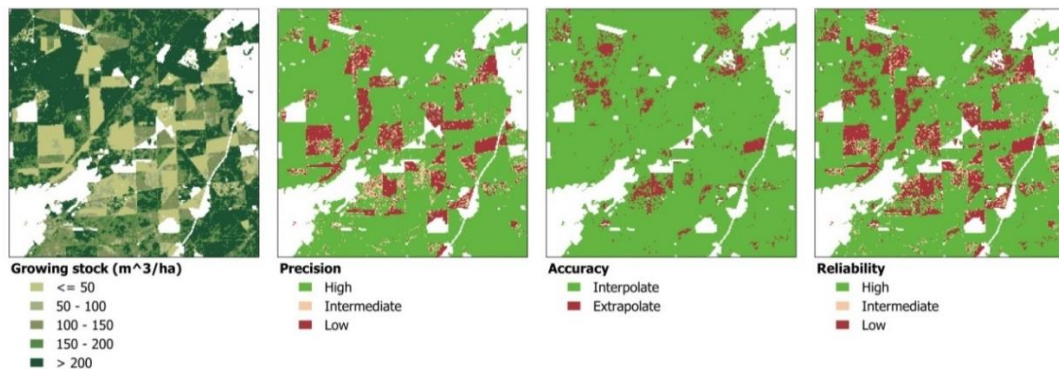 Growing stock (m^3/ha)
<= 50
50 - 100
100 - 150
150 - 200
> 200
Precision
High
Intermediate
Low
Accuracy
Interpolate
Extrapolate
Reliability
High
Intermediate
Low